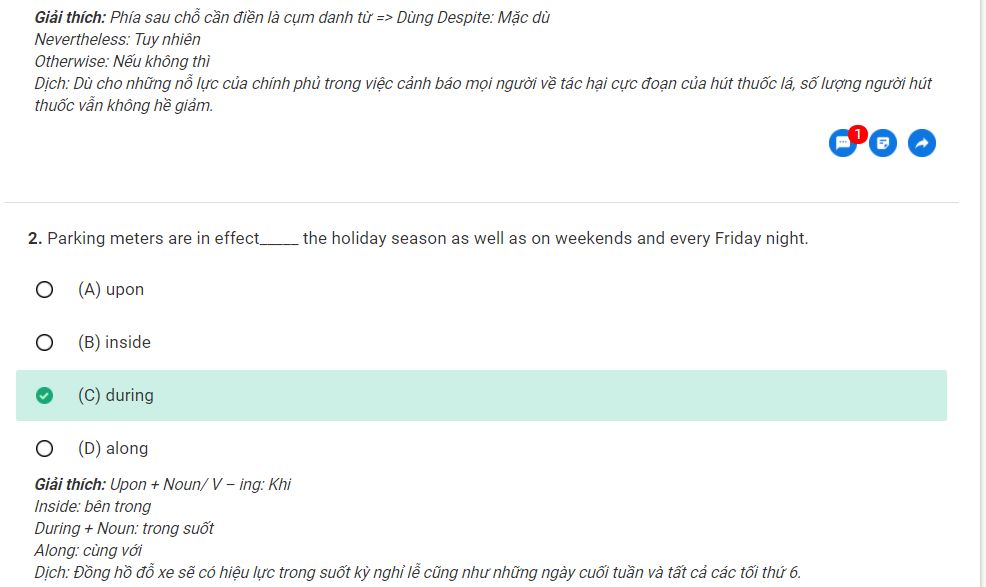 Giải thích: Phía sau chỗ cần điền là cụm danh từ => Dùng Despite: Mặc dù
Nevertheless: Tuy nhiên
Otherwise: Nếu không thì
Dịch: Dù cho những nỗ lực của chính phủ trong việc cảnh báo mọi người về tác hại cực đoạn của hút thuốc lá, số lượng người hút
thuốc vẫn không hề giảm.
1
2. Parking meters are in effect_____ the holiday season as well as on weekends and every Friday night.
(A) upon
(B) inside
(C) during
(D) along
Giải thích: Upon + Noun/ V – ing: Khi
Inside: bên trong
During + Noun: trong suốt
Along: cùng với
Dịch: Đồng hồ đỗ xe sẽ có hiệu lực trong suốt kỳ nghỉ lễ cũng như những ngày cuối tuần và tất cả các tối thứ 6.